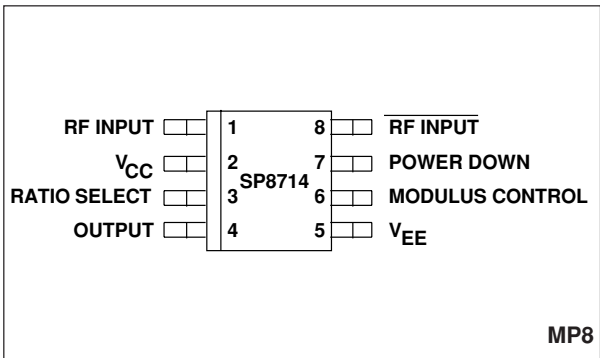 RF INPUT 1 8 RF INPUT
VCC 2 7 POWER DOWN
SP8714
RATIO SELECT 3 6 MODULUS CONTROL
OUTPUT 4 5 VEE
MP8